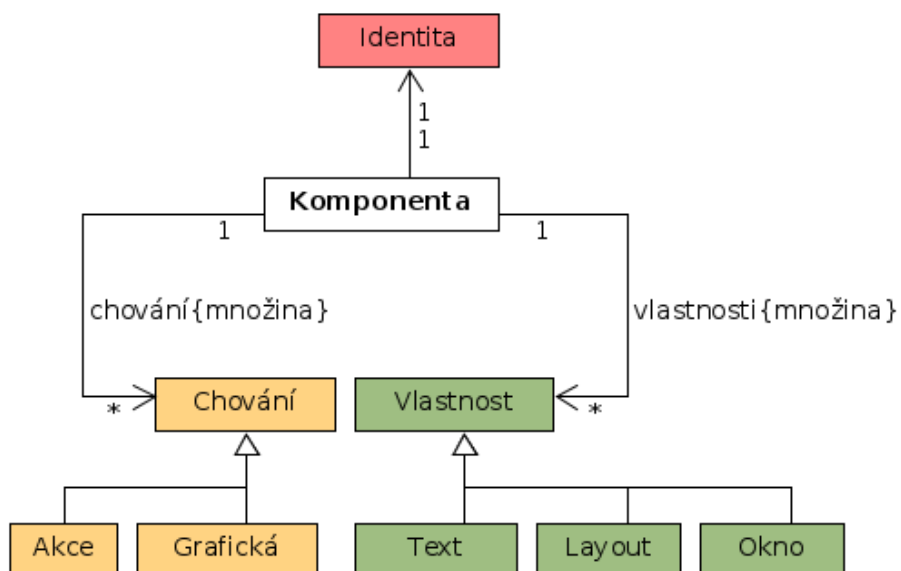 Identita
1
1
Komponenta
1
1
chování{množina}
vlastnosti{množina}
*
Chování
Vlastnost
*
Akce
Grafická
Text
Layout
Okno